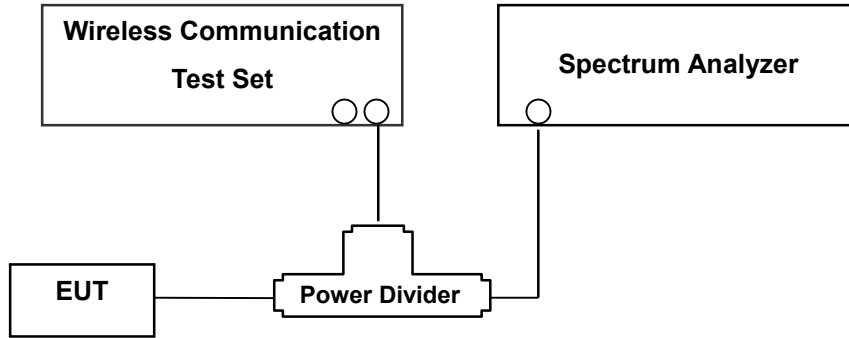 Wireless Communication
Test Set
Spectrum Analyzer
EUT
Power Divider